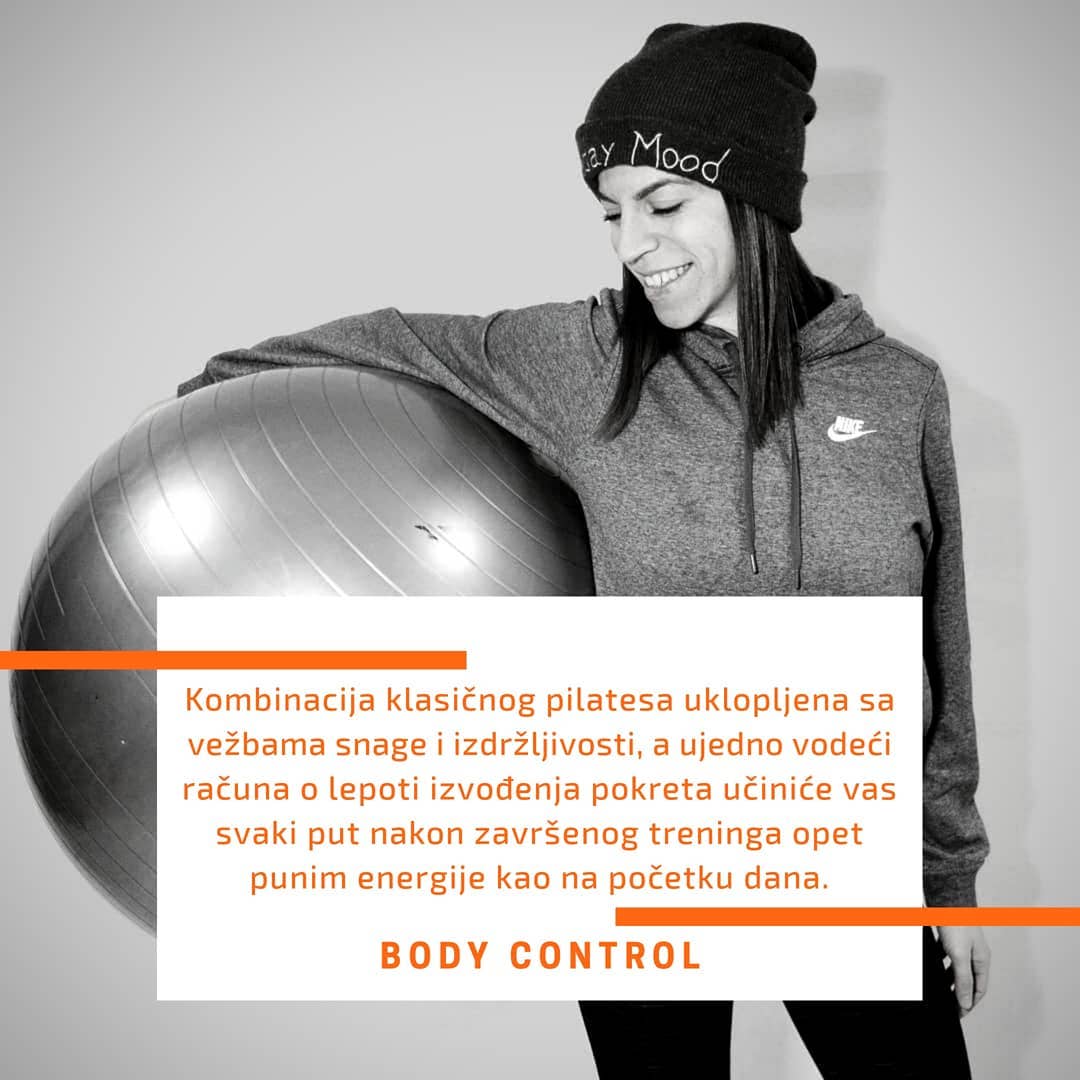 Mood
NIKE
Kombinacija klasičnog pilatesa uklopljena sa
vežbama snage i izdržljivosti, a ujedno vodeći
računa o lepoti izvođenja pokreta učiniće vas
svaki put nakon završenog treninga opet
punim energije kao na početku dana.
BODY CONTROL